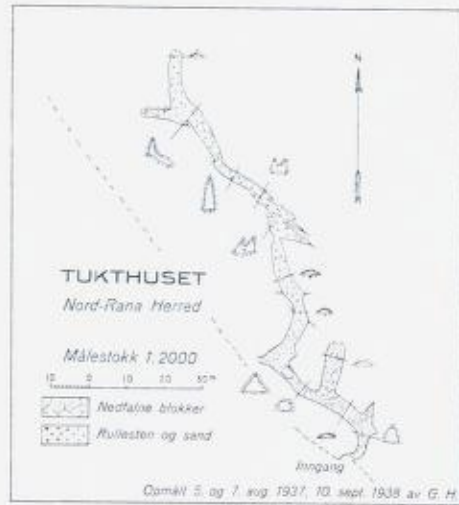 N
TUKTHUSET
Nord-Rana Herred
Målestokk 1:2000
10 0 10 20 30m
Nedfalne blokker
Rullesten og sand
Inngang
Opmålt 5. og 7. aug. 1937, 10. sept. 1938 av G. H.